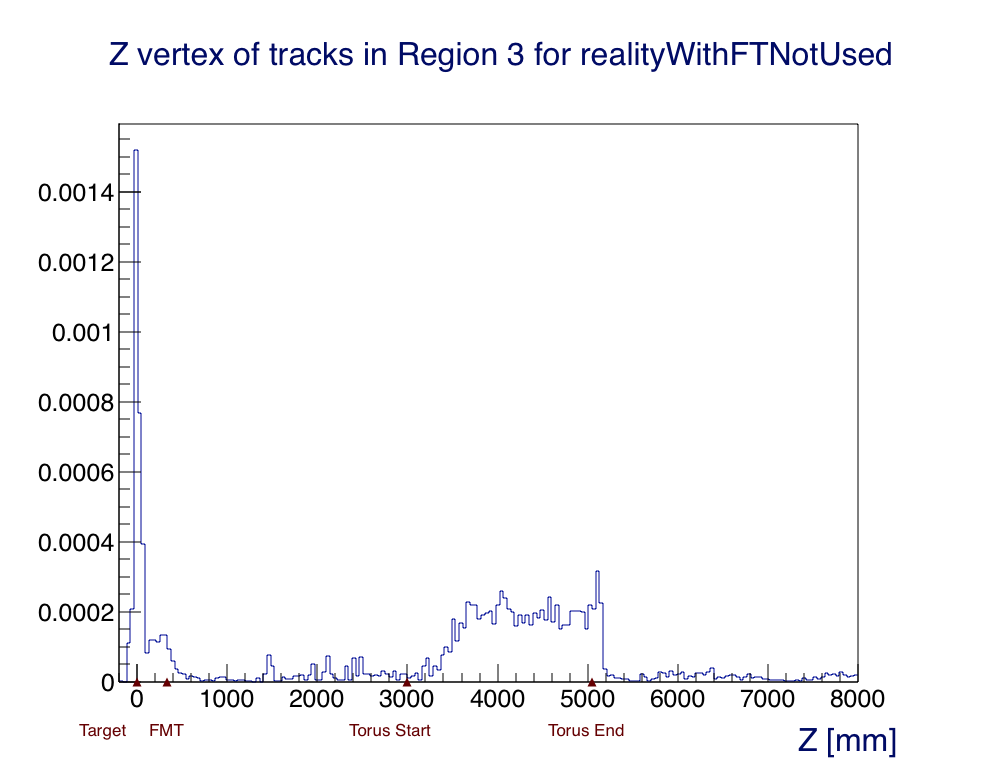 Z vertex of tracks in Region 3 for realityWithFTNotUsed
0.0014
0.0012
0.001
0.0008
0.0006
0.0004
0.0002
0
0 1000 2000 3000 4000 5000 6000 7000 8000
Target FMT Torus Start Torus End
Z [mm]